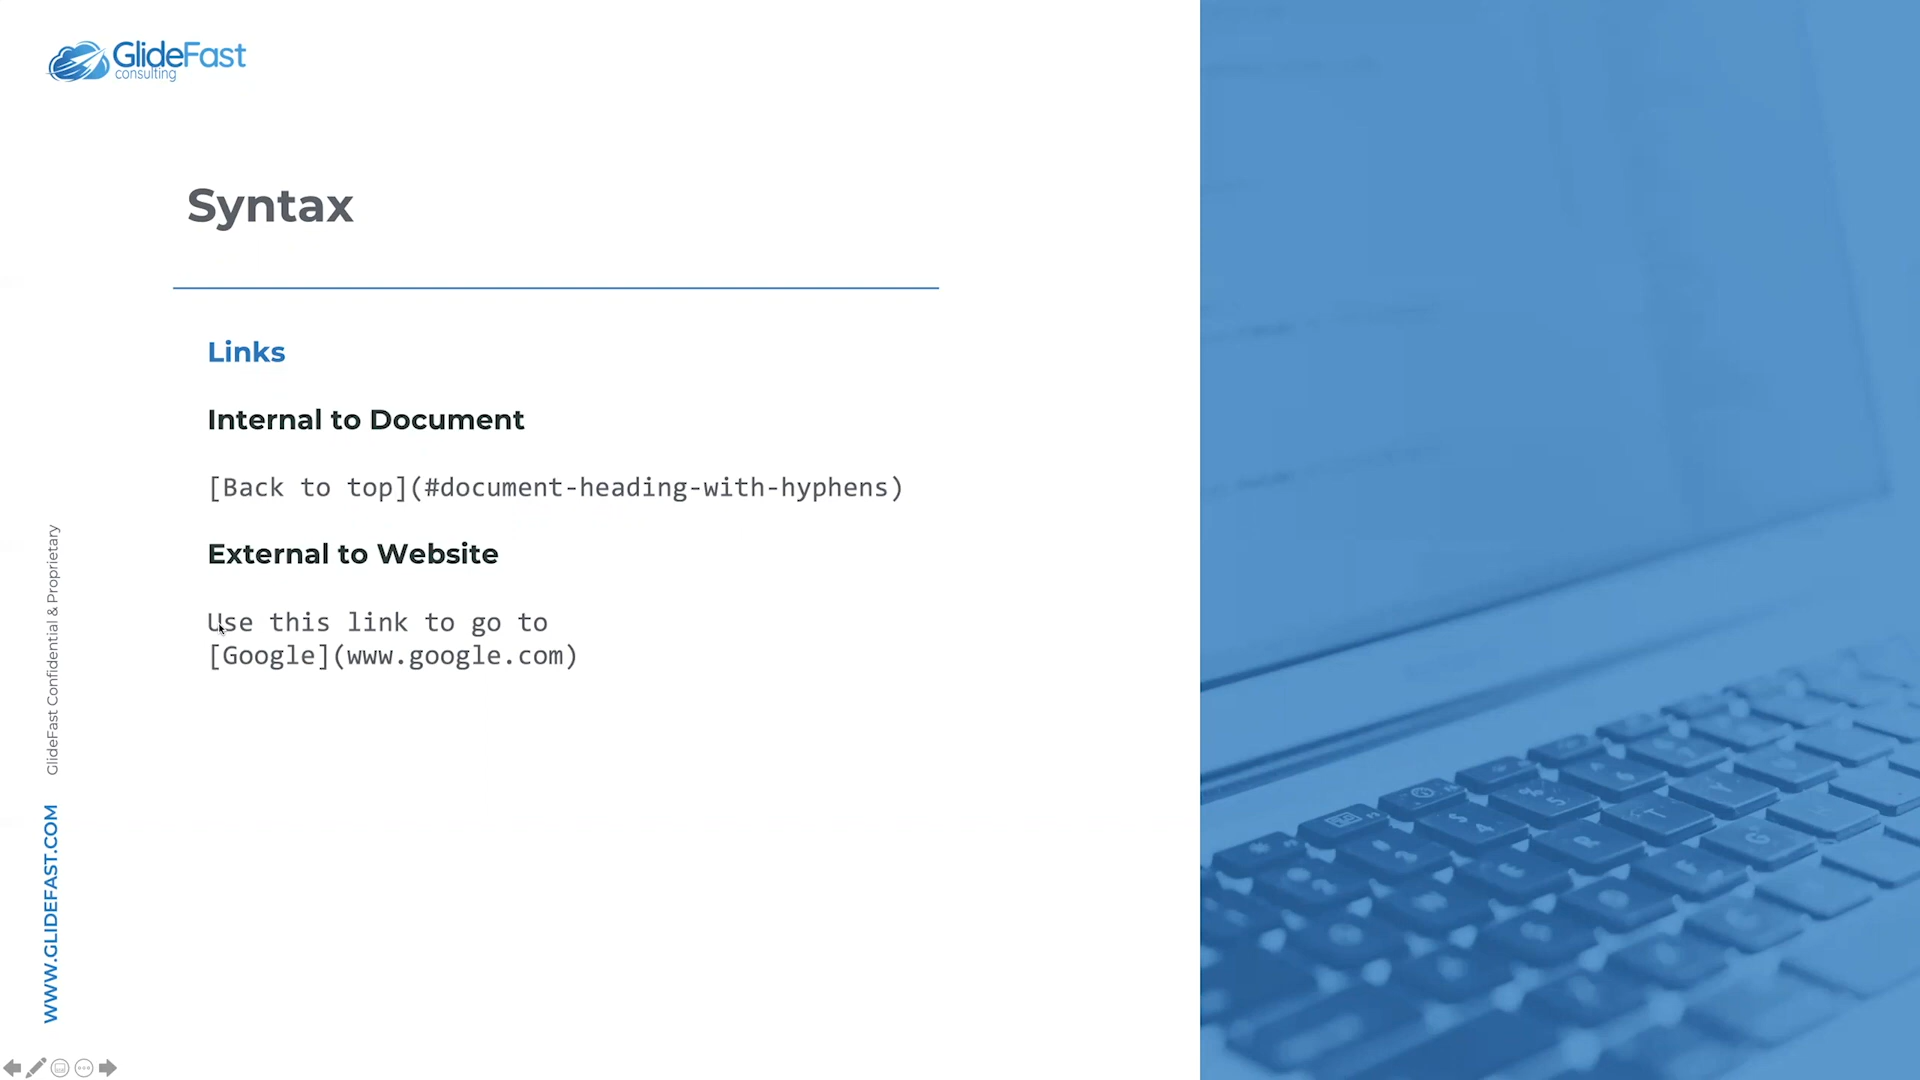 GlideFast
consulting
Syntax
Links
Internal to Document
[Back to top](#document-heading-with-hyphens)
External to Website
Use this link to go to
[Google](www.google.com)
GlideFast Confidential & Proprietary
WWW.GLIDEFAST.COM